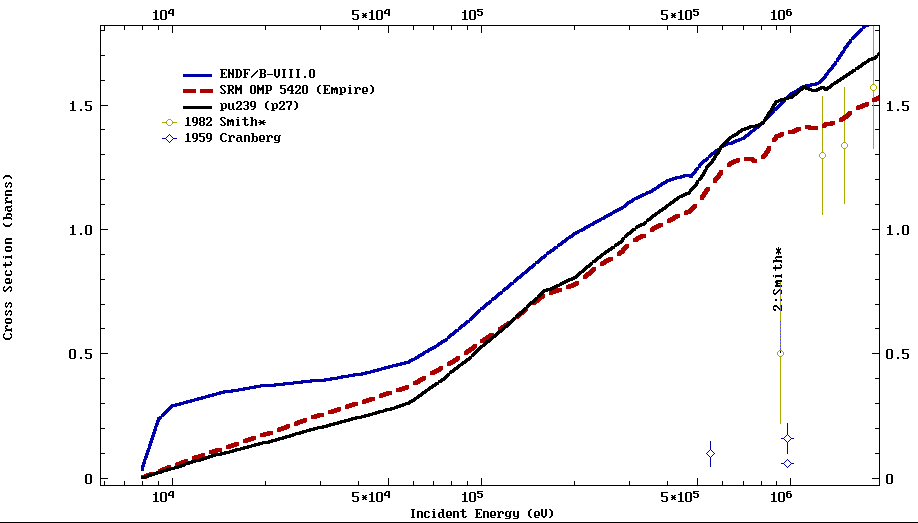 10⁴ 5∗10⁴ 10⁵ 5∗10⁵ 10⁶
ENDF/B-VIII.0
SRM OMP 5420 (Empire)
pu239 (p27)
1982 Smith*
1959 Cranberg
1.5 1.5
1.0 1.0
0.5 0.5
0 0
Cross Section (barns)
2:Smith*
10⁴ 5∗10⁴ 10⁵ 5∗10⁵ 10⁶
Incident Energy (eV)